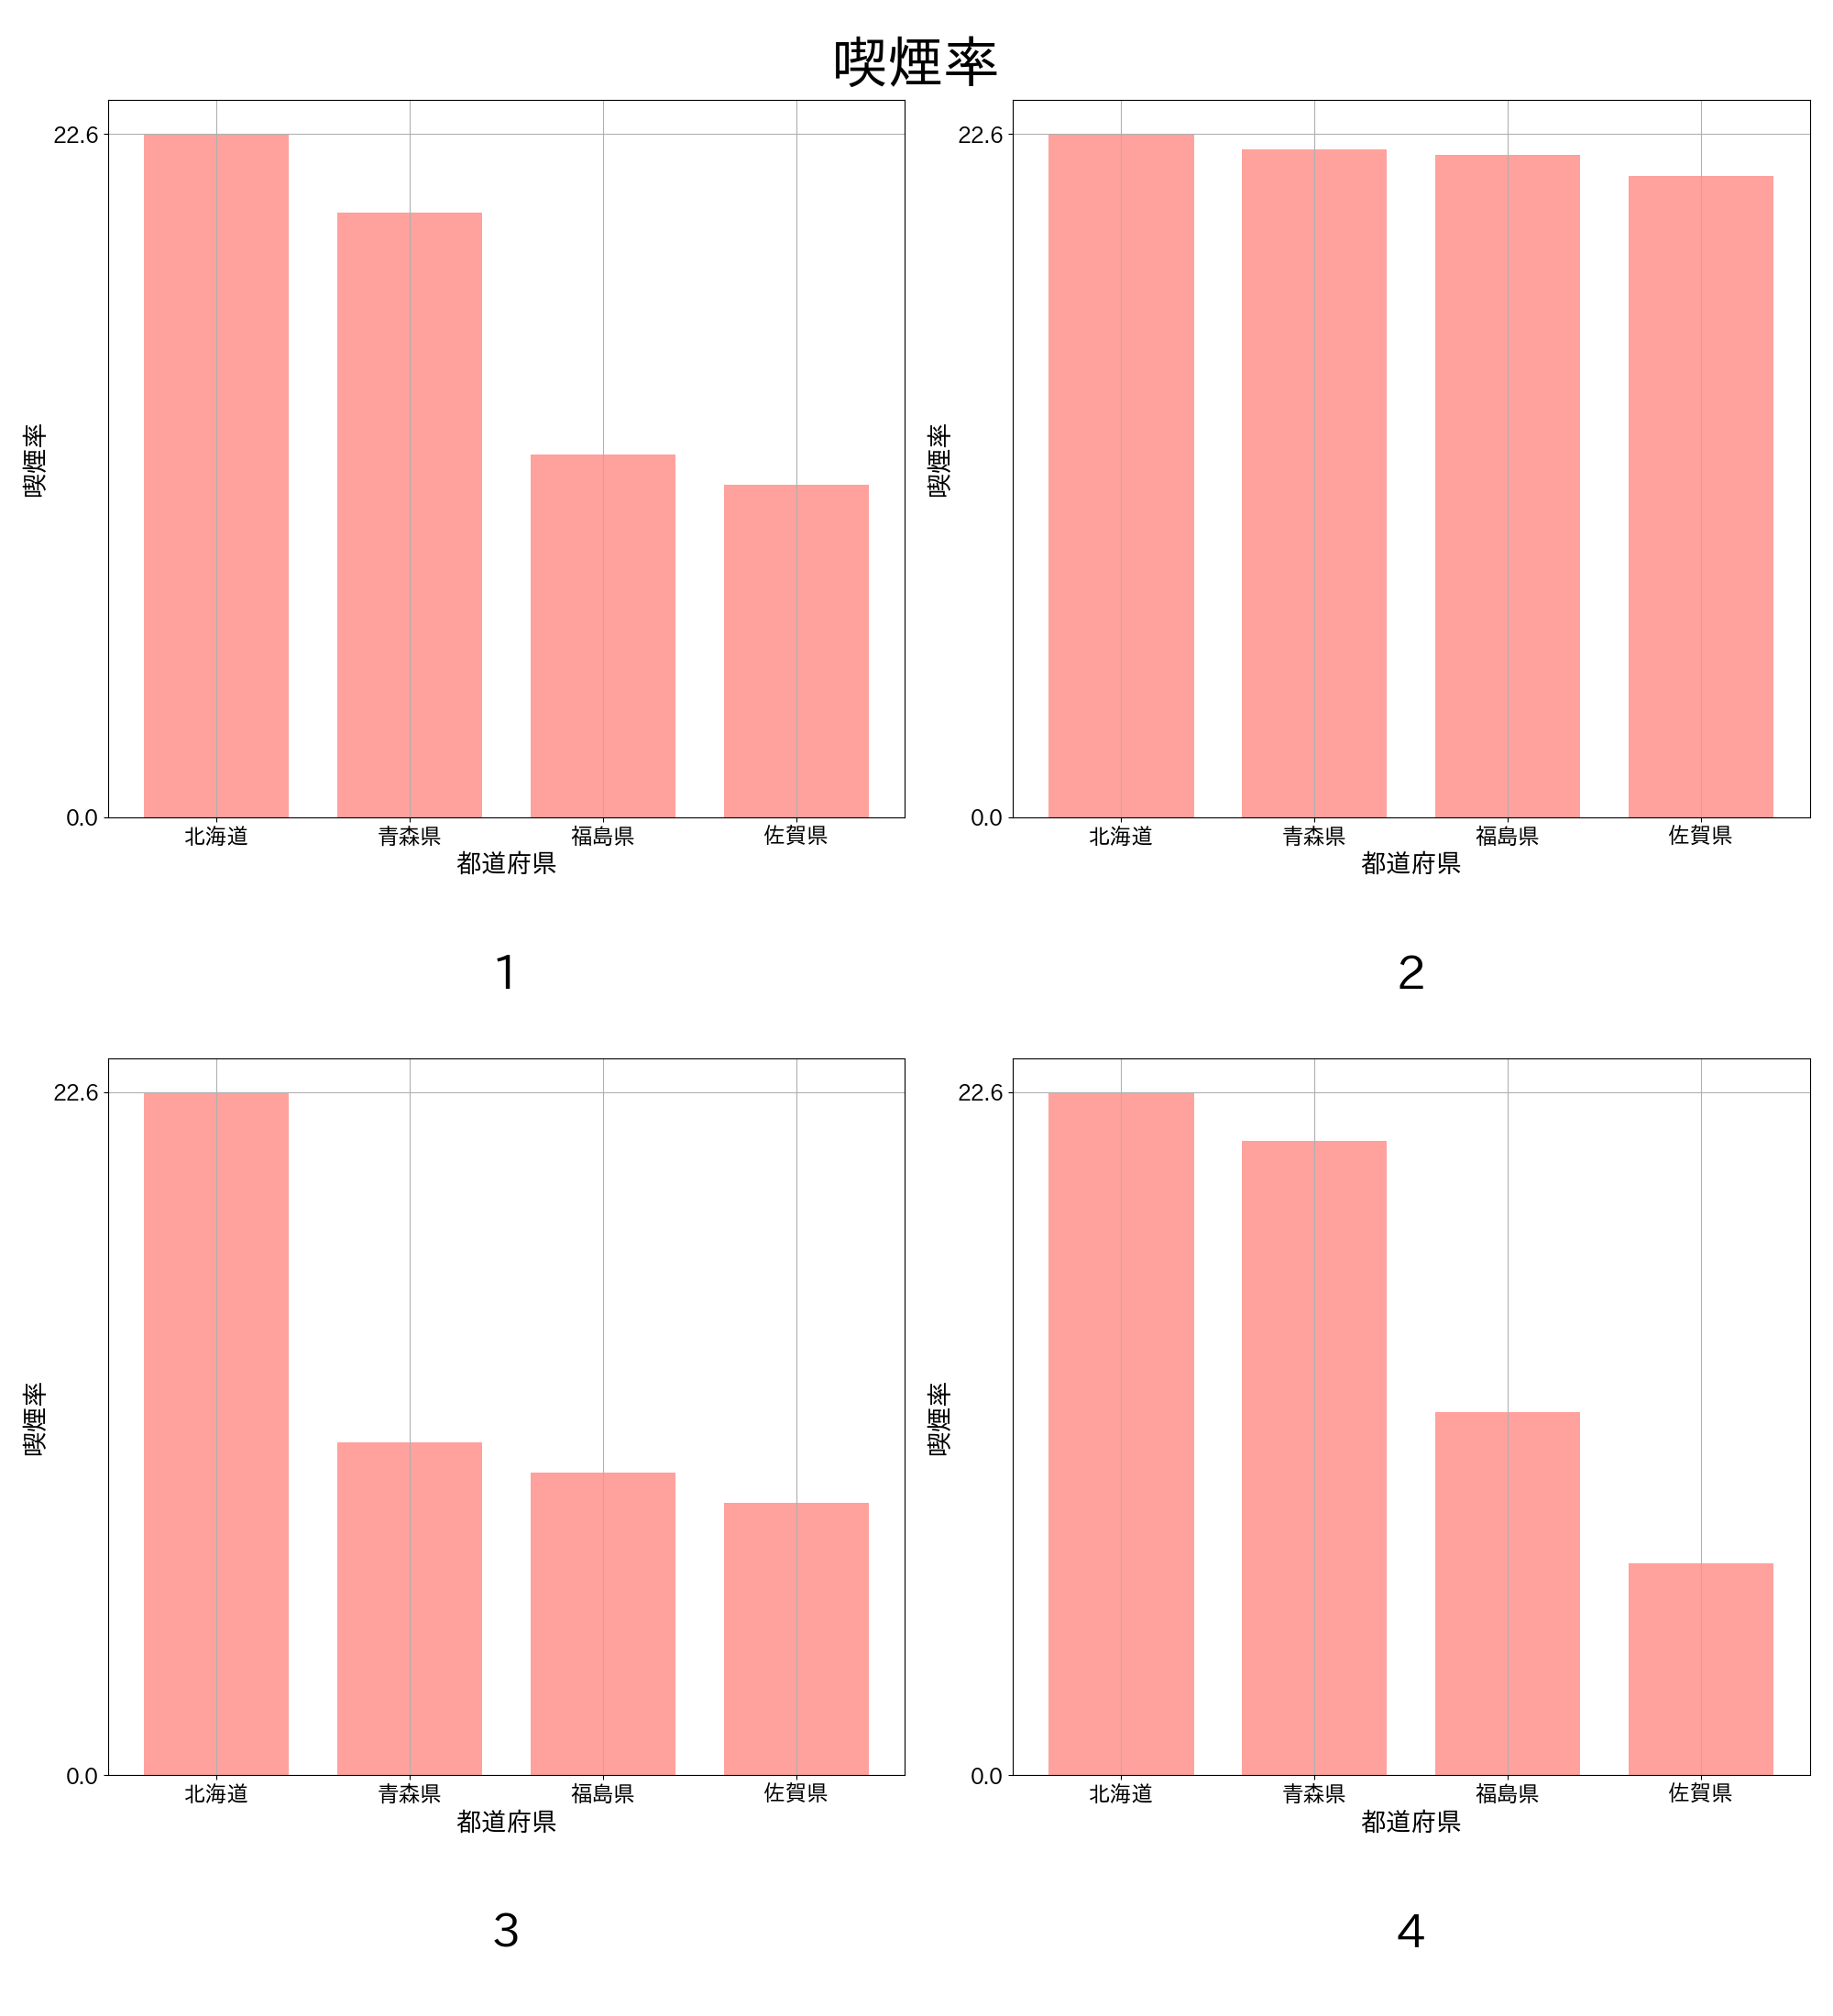 喫煙率
22.6
0.0
喫煙率
北海道 青森県 福島県 佐賀県
都道府県
1
22.6
0.0
喫煙率
北海道 青森県 福島県 佐賀県
都道府県
2
22.6
0.0
喫煙率
北海道 青森県 福島県 佐賀県
都道府県
3
22.6
0.0
喫煙率
北海道 青森県 福島県 佐賀県
都道府県
4